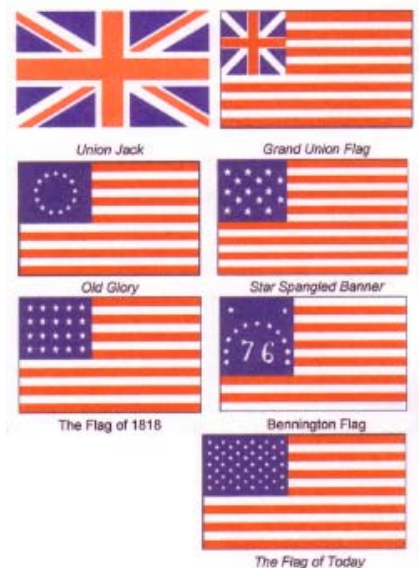 Union Jack
Grand Union Flag
Old Glory
Star Spangled Banner
76
The Flag of 1818
Bennington Flag
The Flag of Today